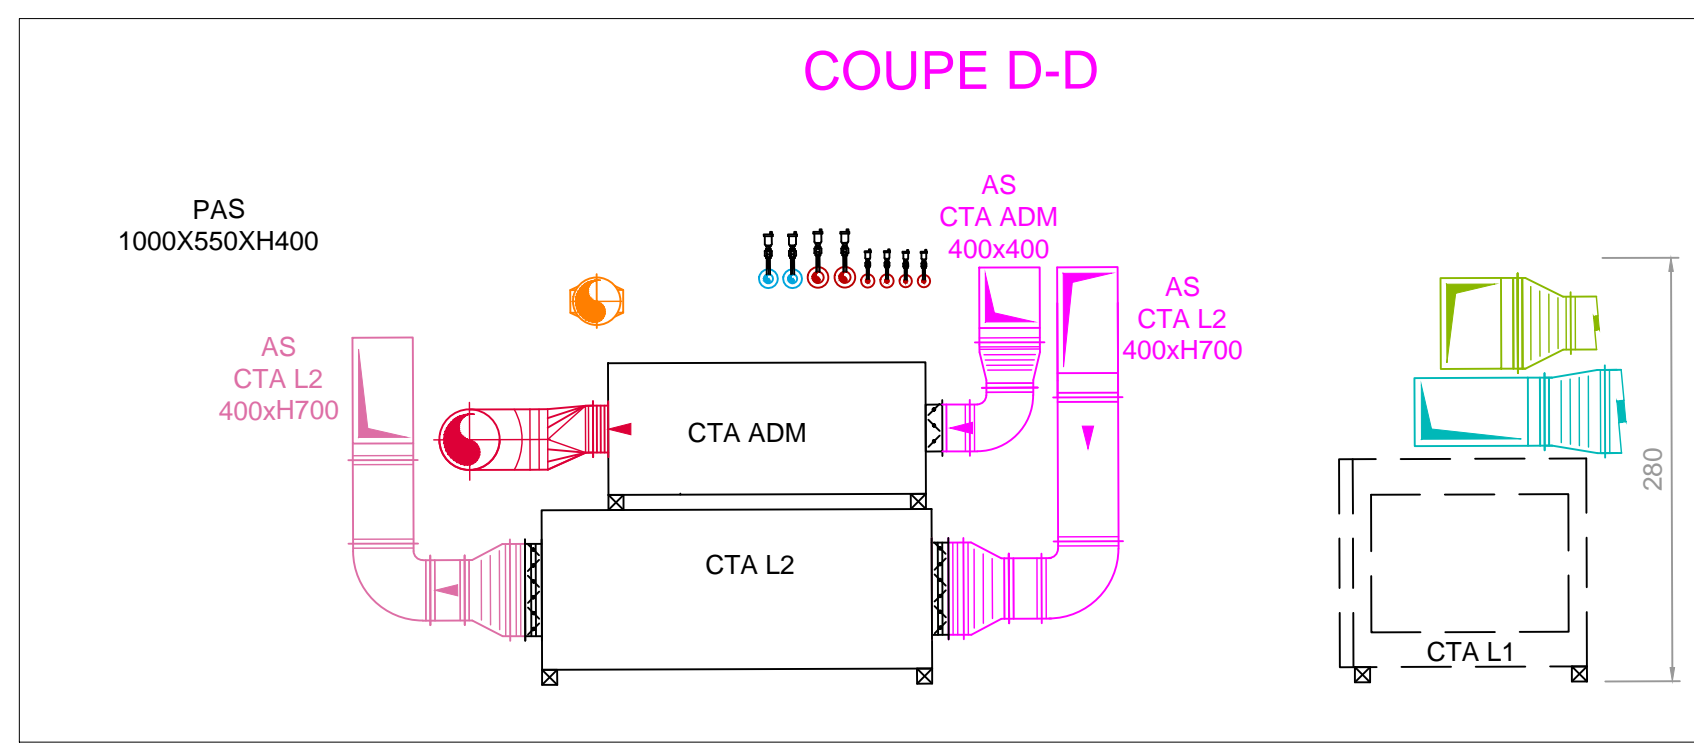 COUPE D-D
PAS
1000X550XH400
AS
CTA ADM
400x400
AS
CTA L2
400xH700
AS
CTA L2
400xH700
CTA ADM
CTA L2
CTA L1
280